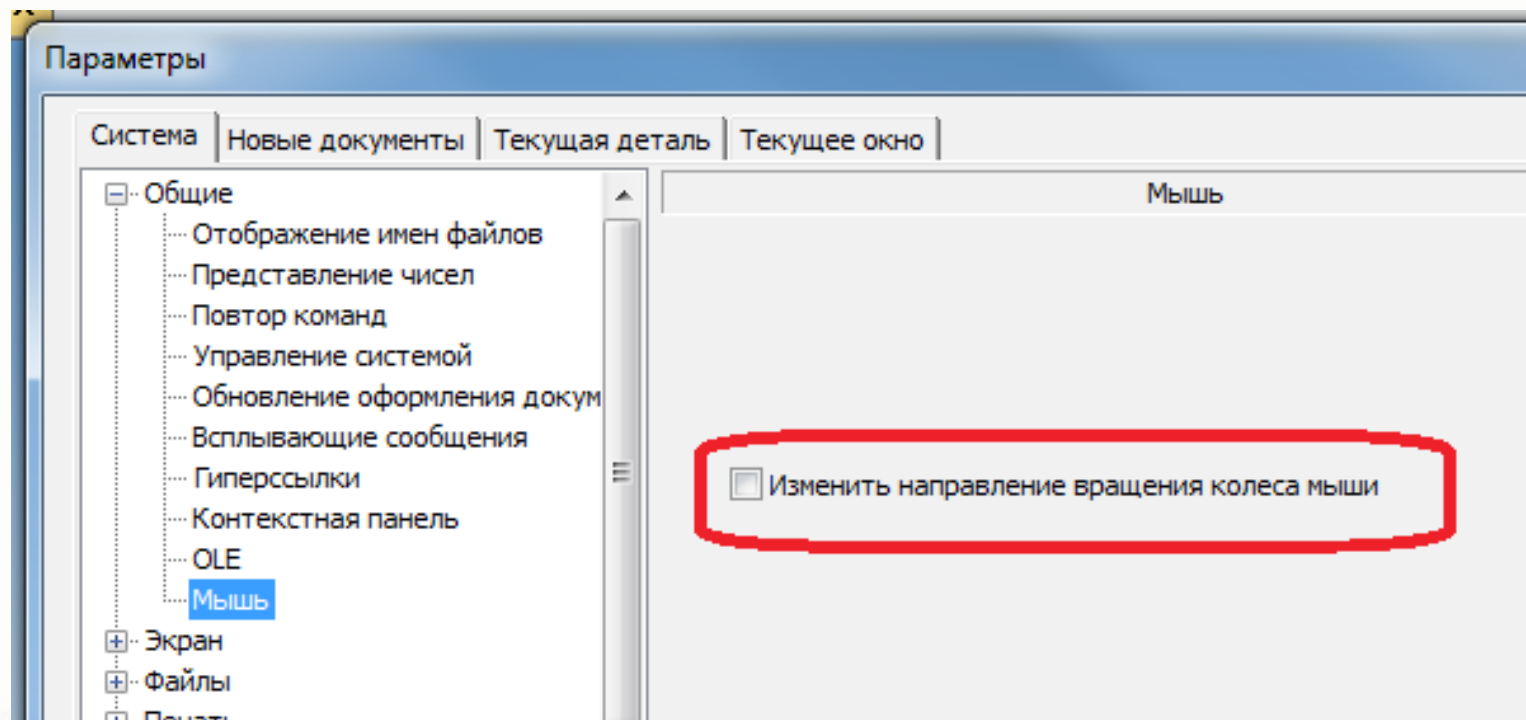 Параметры
Система Новые документы Текущая деталь Текущее окно
Общие
Отображение имен файлов
Представление чисел
Повтор команд
Управление системой
Обновление оформления докум
Всплывающие сообщения
Гиперссылки
Контекстная панель
OLE
Мышь
Экран
Файлы
Печать
Мышь
Изменить направление вращения колеса мыши